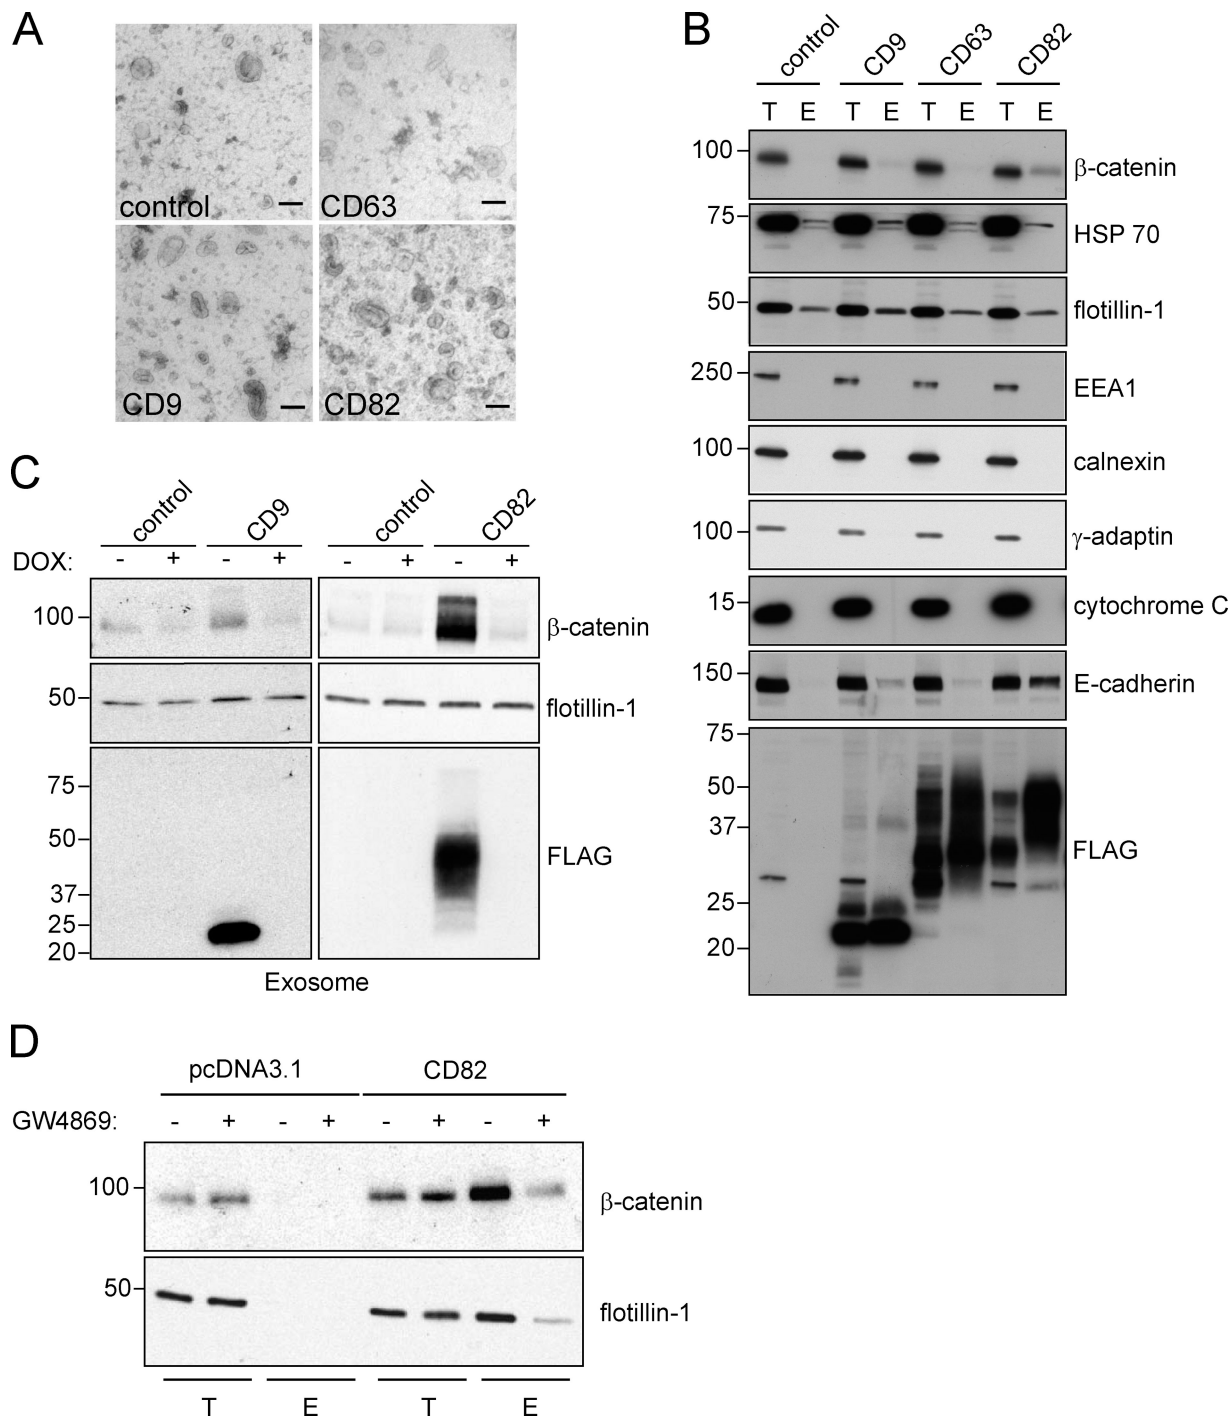 A
control
CD63
CD9
CD82
B
control CD9 CD63 CD82
T E T E T E T E
100 β-catenin
75 HSP 70
50 flotillin-1
250 EEA1
100 calnexin
100 γ-adaptin
15 cytochrome C
150 E-cadherin
75
50
37
FLAG
25
20
C
control CD9 control CD82
DOX: - + - + - + - +
100 β-catenin
50 flotillin-1
75
50
FLAG
37
25
20
Exosome
D
pcDNA3.1 CD82
GW4869: - + - + - + - +
100 β-catenin
50 flotillin-1
T E T E